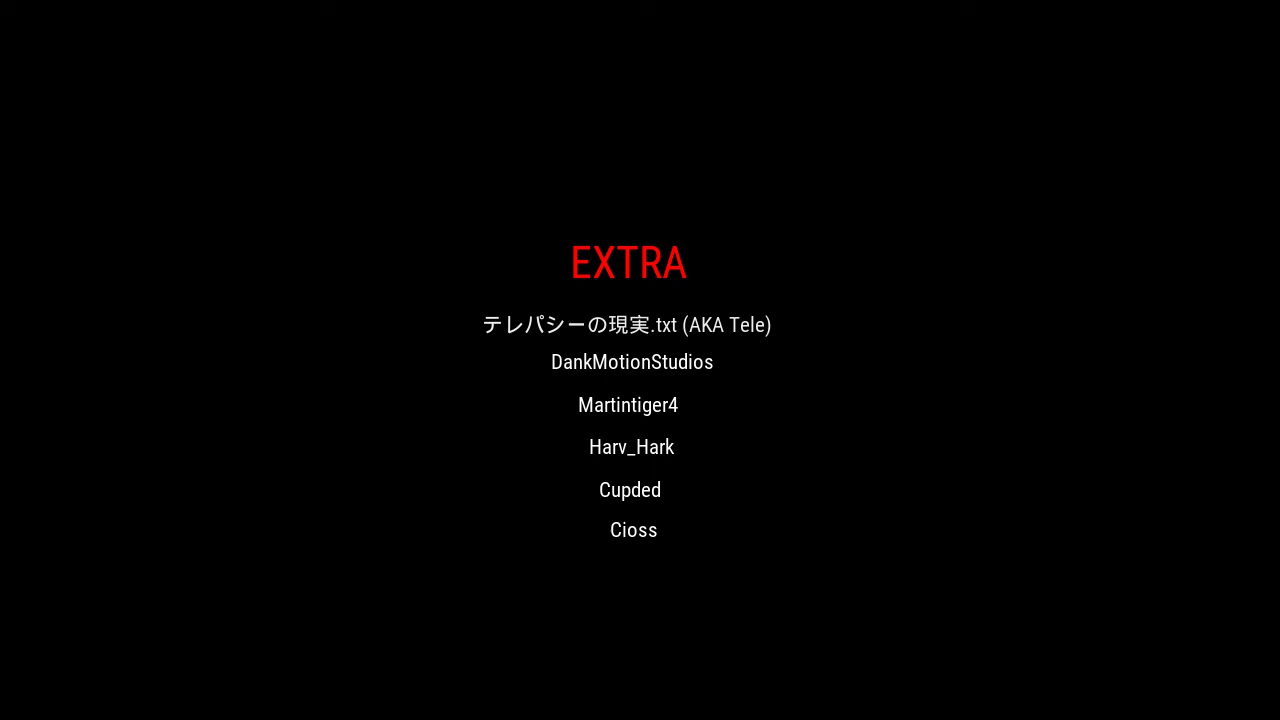 EXTRA
テレパシーの現実.txt (AKA Tele)
DankMotionStudios
Martintiger4
Harv_Hark
Cupded
Cioss